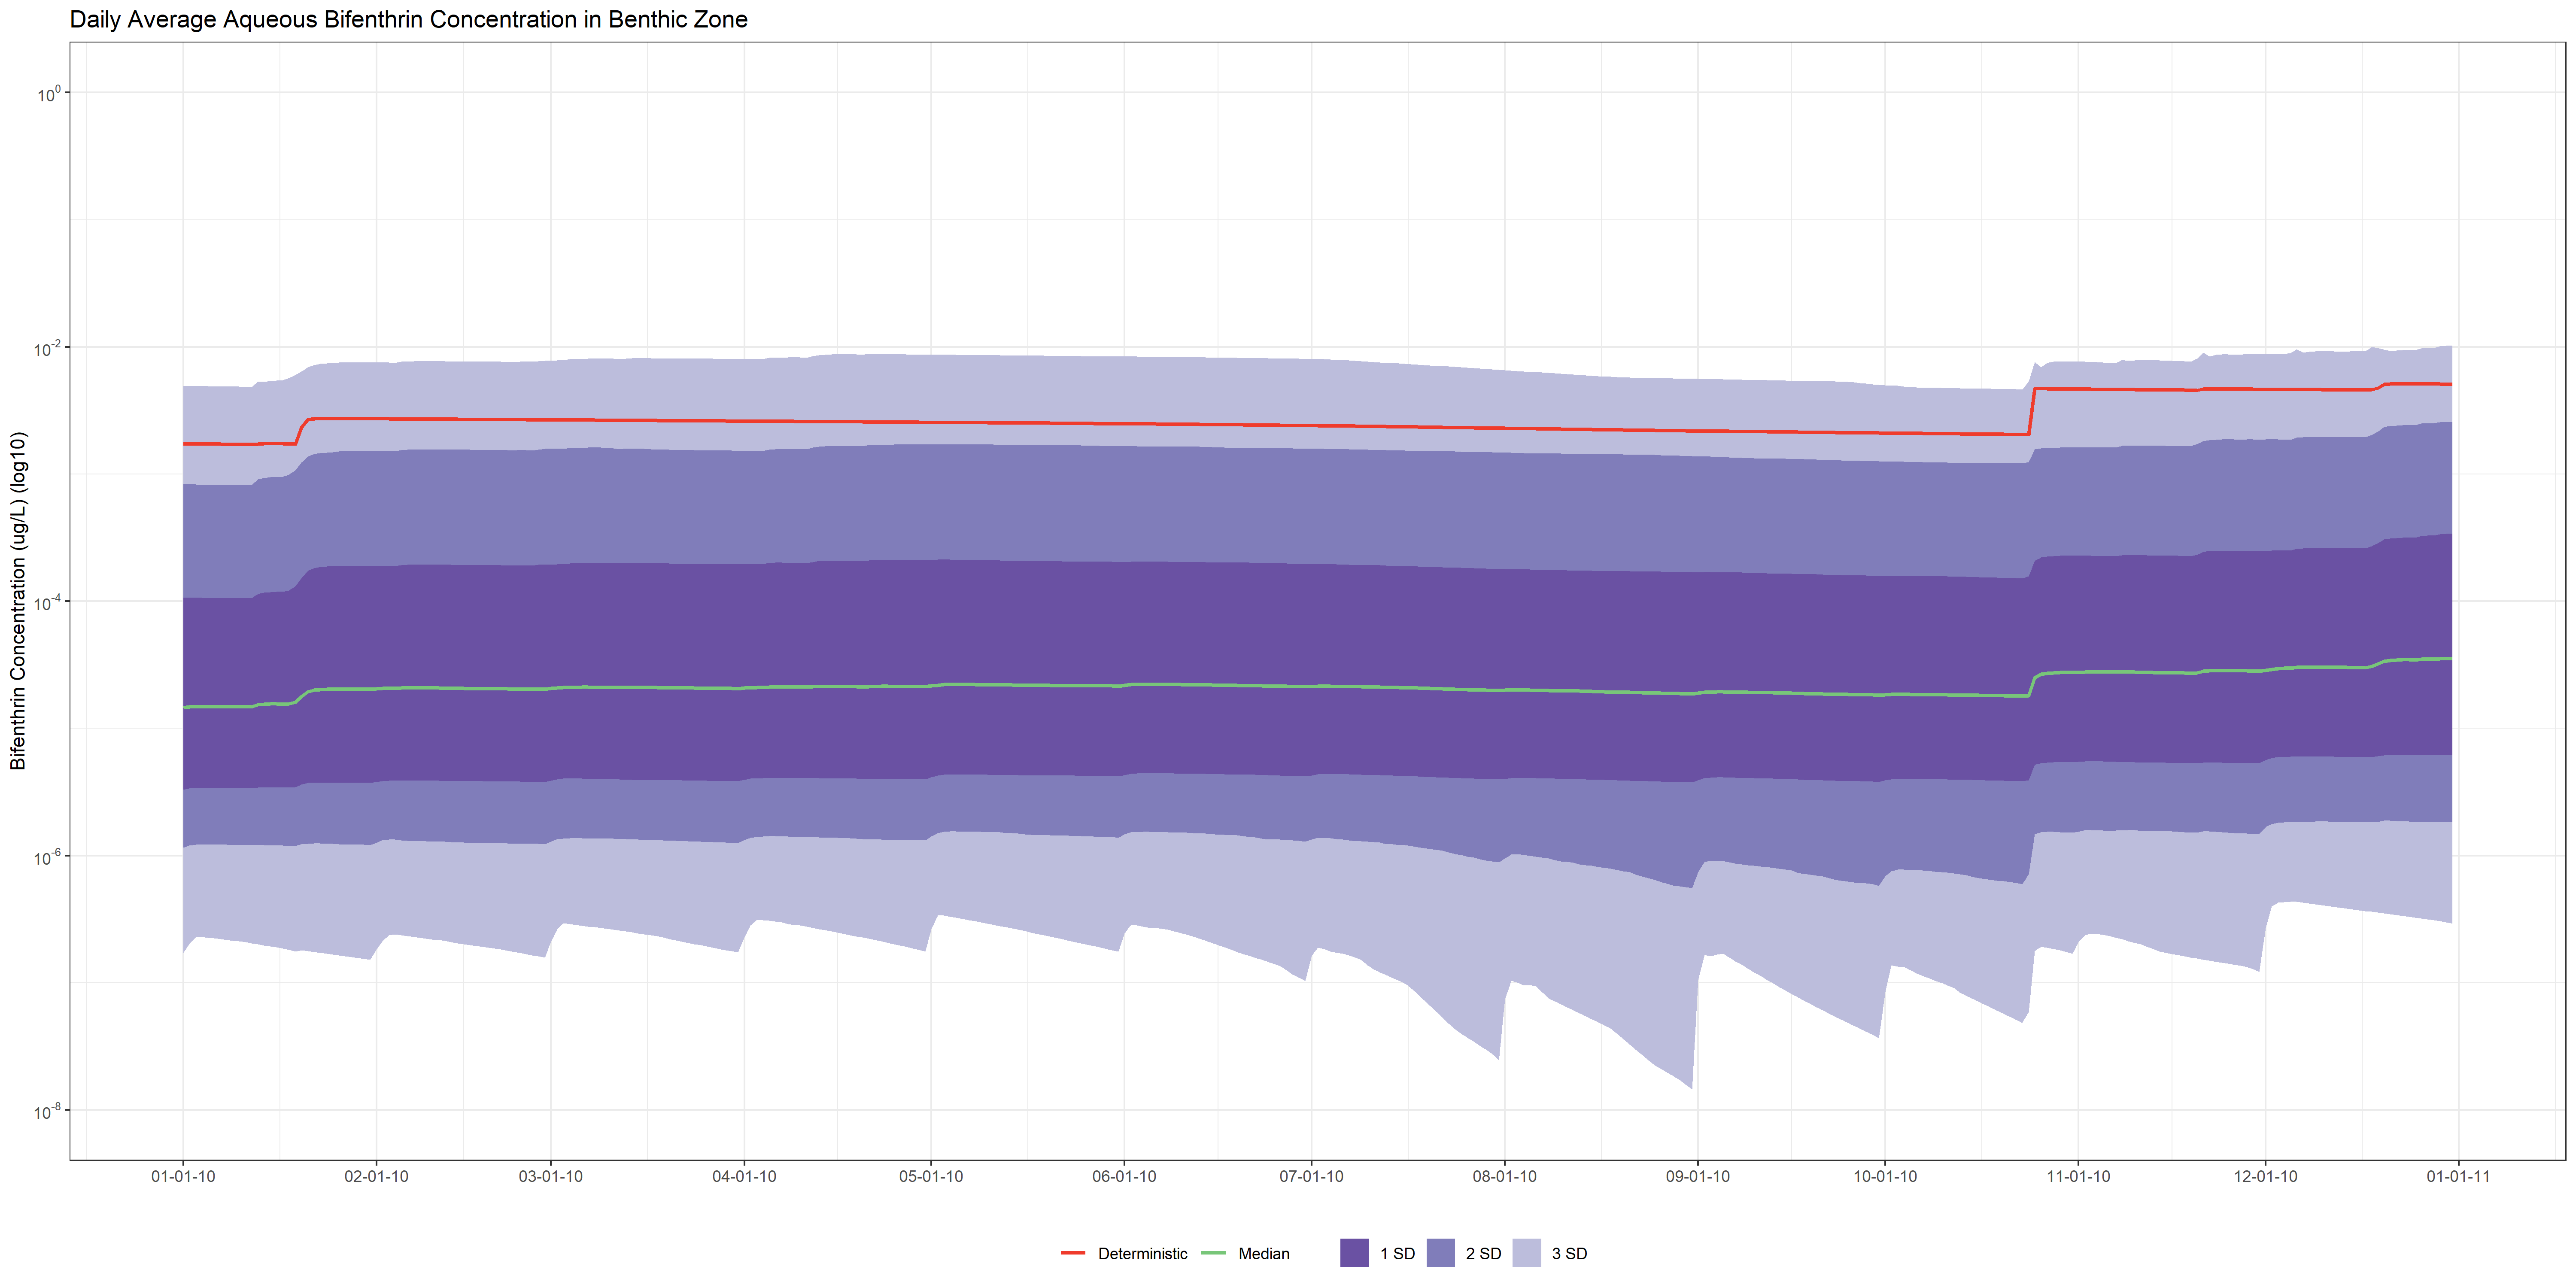 Daily Average Aqueous Bifenthrin Concentration in Benthic Zone
Bifenthrin Concentration (ug/L) (log10)
10^0
10^-2
10^-4
10^-6
10^-8
01-01-10 02-01-10 03-01-10 04-01-10 05-01-10 06-01-10 07-01-10 08-01-10 09-01-10 10-01-10 11-01-10 12-01-10 01-01-11
Deterministic Median 1 SD 2 SD 3 SD